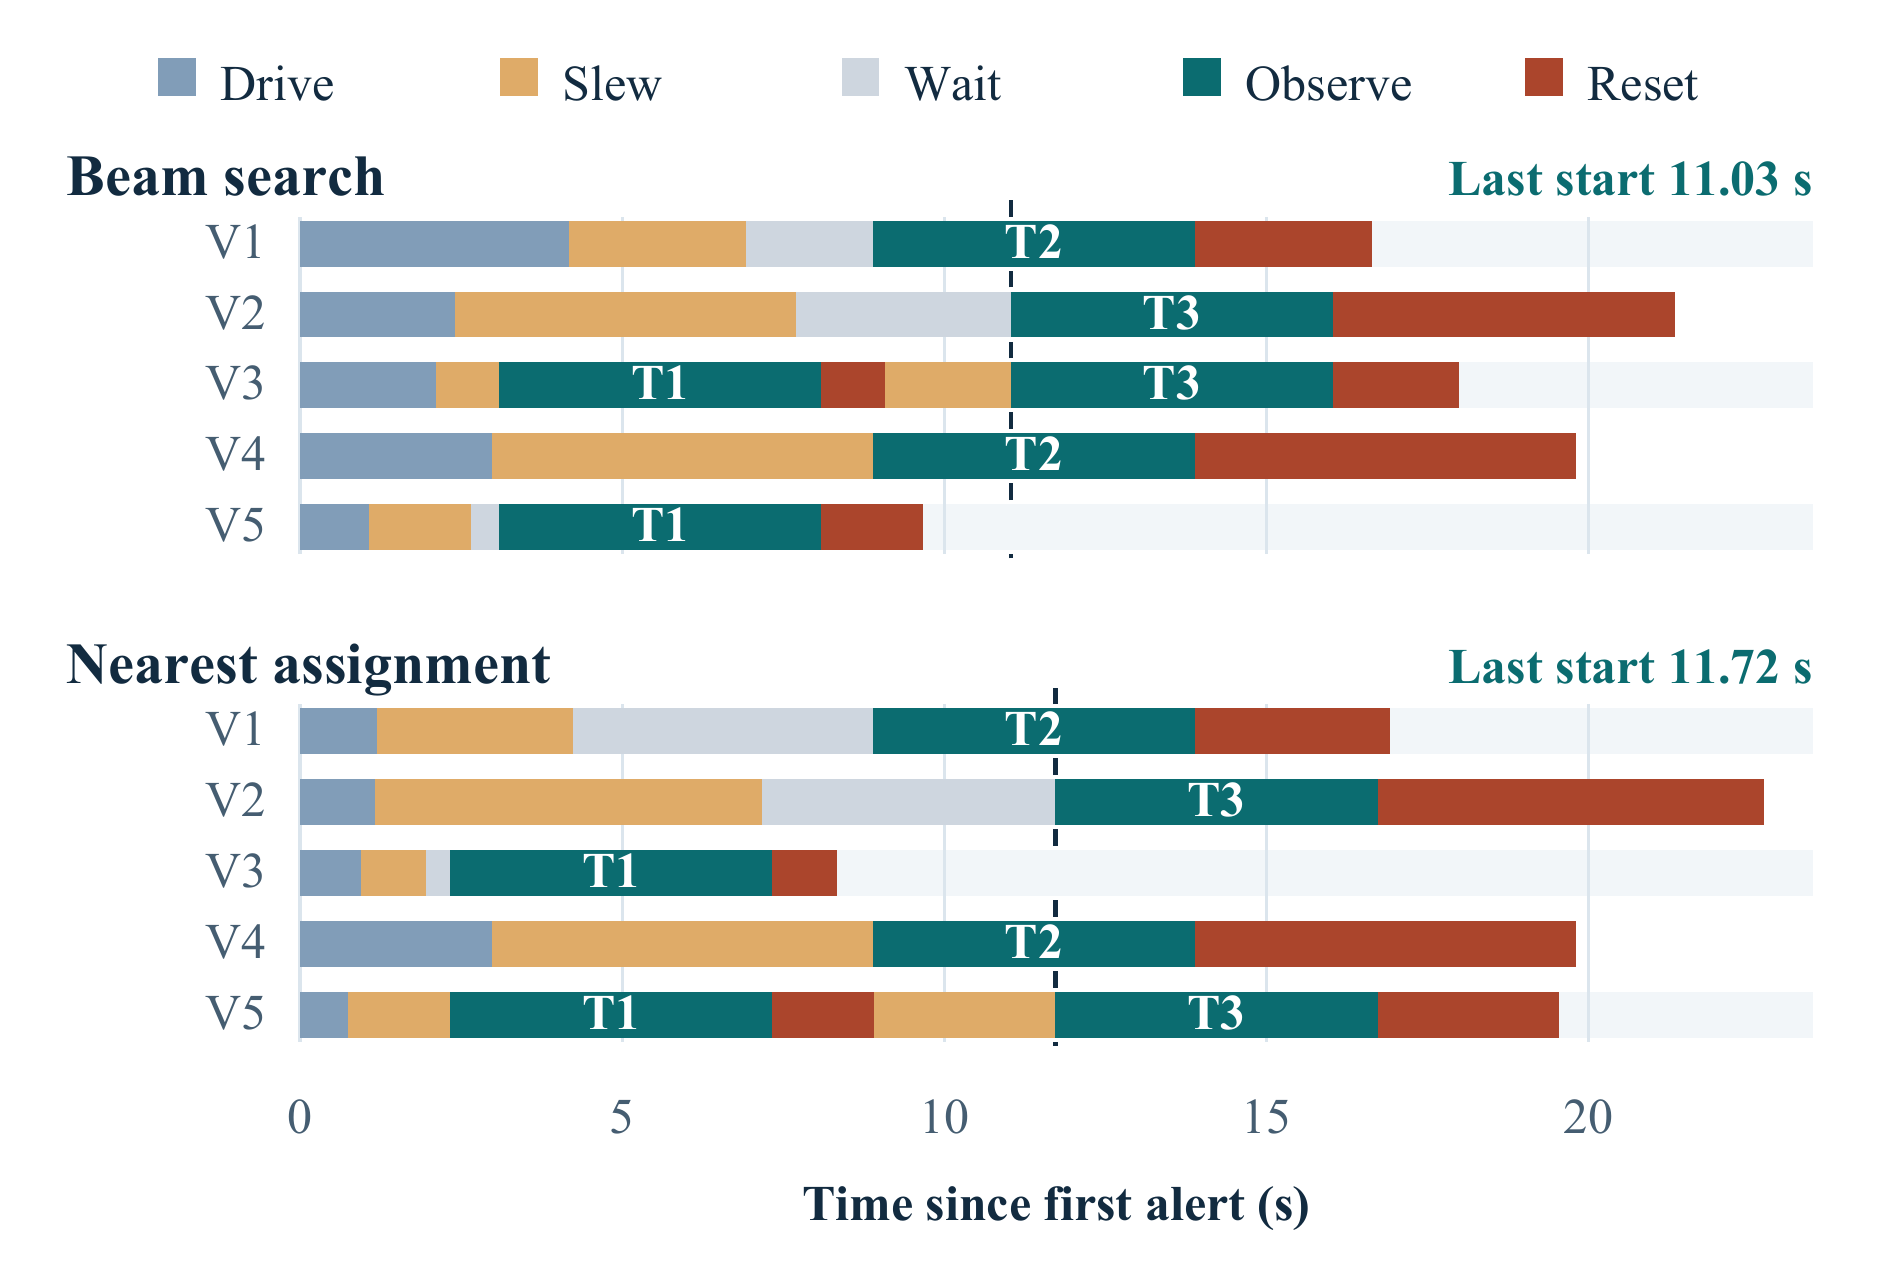 Drive Slew Wait Observe Reset
Beam search Last start 11.03 s
V1 T2
V2 T3
V3 T1 T3
V4 T2
V5 T1
Nearest assignment Last start 11.72 s
V1 T2
V2 T3
V3 T1
V4 T2
V5 T1 T3
0 5 10 15 20
Time since first alert (s)